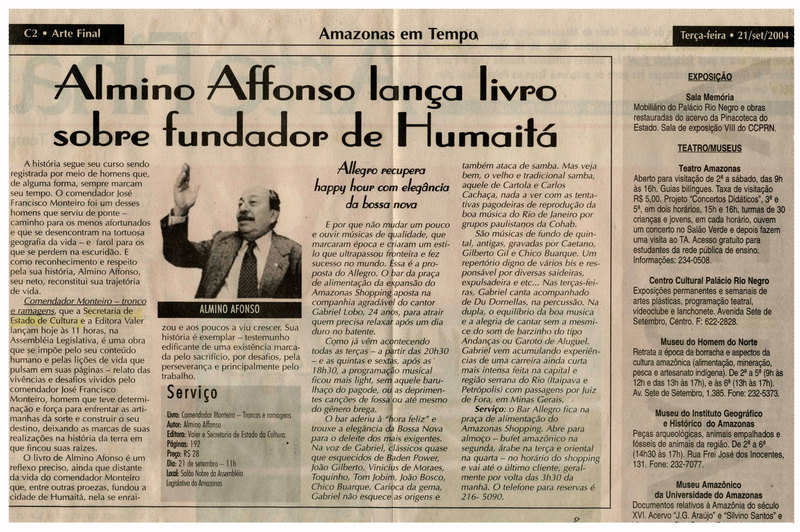 C2 • Arte Final
Amazonas em Tempo
Terça-feira • 21/set/2004
Almino Affonso lança livro
sobre fundador de Humaitá
A história segue seu curso sendo
registrada por meio de homens que,
de alguma forma, sempre marcam
seu tempo. O comendador José
Francisco Monteiro foi um desses
homens que serviu de ponte –
caminho para os menos afortunados
e que se desencontram na tortuosa
geografia da vida – e farol para os
que se perdem na escuridão. E
como reconhecimento e respeito
pela sua história, Almino Affonso,
seu neto, reconstitui sua trajetória
de vida.
Comendador Monteiro – tronco
e ramagens, que a Secretaria de
Estado de Cultura e a Editora Valer
lançam hoje às 11 horas, na
Assembléia Legislativa, é uma obra
que se impõe pelo seu conteúdo
humano e pelas lições de vida que
pulsam em suas páginas – relato das
vivências e desafios vividos pelo
comendador José Francisco
Monteiro, homem que teve determinação
e força para enfrentar as artimanhas
da sorte e construir o seu
destino, deixando as marcas de suas
realizações na história da terra em
que fincou suas raízes.
O livro de Almino Affonso é um
reflexo preciso, ainda que distante
da vida do comendador Monteiro
que, entre outras proezas, fundou a
cidade de Humaitá, nela se enrai-
ALMINO AFONSO
zou e aos poucos a viu crescer. Sua
história é exemplar – testemunho
edificante de uma existência marcada
pelo sacrifício, por desafios, pela
perseverança e principalmente pelo
trabalho.
Serviço
Livro: Comendador Monteiro – Troncos e ramagens
Autor: Almino Affonso
Editora: Valer e Secretaria de Estado da Cultura.
Páginas: 192
Preço: R$ 28
Dia: 21 de setembro – 11h
Local: Salão Nobre da Assembléia
Legislativa do Amazonas
Allegro recupera
happy hour com elegância
da bossa nova
E por que não mudar um pouco
e ouvir músicas de qualidade, que
marcaram época e criaram um estilo
que ultrapassou fronteira e fez
sucesso no mundo. Essa é a proposta
do Allegro. O bar da praça
de alimentação da expansão do
Amazonas Shopping aposta na
companhia agradável do cantor
Gabriel Lobo, 24 anos, para atrair
quem precisa relaxar após um dia
duro no batente.
Como já vêm acontecendo
todas as terças – a partir das 20h30
– e as quintas e sextas, após as
18h30, a programação musical
ficou mais light, sem aquele barulhaço
do pagode, ou as deprimentes
canções de fossa ou até mesmo
do gênero brega.
O bar aderiu à "hora feliz" e
trouxe a elegância da Bossa Nova
para o deleite dos mais exigentes.
Na voz de Gabriel, clássicos quase
que esquecidos de Baden Power,
João Gilberto, Vinícius de Moraes,
Toquinho, Tom Jobim, João Bosco,
Chico Buarque. Carioca da gema,
Gabriel não esquece as origens e
também ataca de samba. Mas veja
bem, o velho e tradicional samba,
aquele de Cartola e Carlos
Cachaça, nada a ver com as tentativas
pagodeiras de reprodução da
boa música do Rio de Janeiro por
grupos paulistanos da Cohab.
São músicas de fundo de quintal,
antigas, gravadas por Caetano,
Gilberto Gil e Chico Buarque. Um
repertório digno de vários bis e responsável
por diversas saideiras,
expulsadeira e etc... Nas terças-feiras,
Gabriel canta acompanhado
de Du Dornellas, na percussão. Na
dupla, o equilíbrio da boa música
e a alegria de cantar sem a mesmice
do som de barzinho do tipo
Andanças ou Garoto de Aluguel.
Gabriel vem acumulando experiências
de uma carreira ainda curta
mais intensa feita na capital e
região serrana do Rio (Itaipava e
Petrópolis) com passagens por Juiz de
Fora, em Minas Gerais.
Serviço: o Bar Allegro fica na
praça de alimentação do
Amazonas Shopping. Abre para
almoço – bufet amazônico na
segunda, árabe na terça e oriental
na quarta – no horário do shopping
e vai até o último cliente, geralmente
por volta das 3h30 da
manhã. O telefone para reservas é
216- 5090.
EXPOSIÇÃO
Sala Memória
Mobiliário do Palácio Rio Negro e obras
restauradas do acervo da Pinacoteca do
Estado. Sala de exposição VIII do CCPRN.
TEATRO/MUSEUS
Teatro Amazonas
Aberto para visitação de 2ª a sábado, das 9h
às 16h. Guias bilíngues. Taxa de visitação
R$ 5,00. Projeto "Concertos Didáticos", 3ª e
5ª, em dois horários, 15h e 16h, turmas de 30
crianças e jovens, em cada horário, ouvem
um concerto no Salão Verde e depois fazem
uma visita ao TA. Acesso gratuito para
estudantes da rede pública de ensino.
Informações: 234-0508.
Centro Cultural Palácio Rio Negro
Exposições permanentes e semanais de
artes plásticas, programação teatral,
videoclube e lanchonete. Avenida Sete de
Setembro, Centro. F: 622-2828.
Museu do Homem do Norte
Retrata a época da borracha e aspectos da
cultura amazônica (alimentação, mineração,
pesca e artesanato indígena). De 2ª a 5ª (9h às
12h e das 13h às 17h), e às 6ª (13h às 17h).
Av. Sete de Setembro, 1.385. Fone: 232-5373.
Museu do Instituto Geográfico
e Histórico do Amazonas
Peças arqueológicas, animais empalhados e
fósseis de animais da região. De 2ª a 6ª
(14h30 às 17h). Rua Frei José dos Inocentes,
131. Fone: 232-7077.
Museu Amazônico
da Universidade do Amazonas
Documentos relativos à Amazônia do século
XVI. Acervo "J.G. Araújo" e "Silvino Santos" e